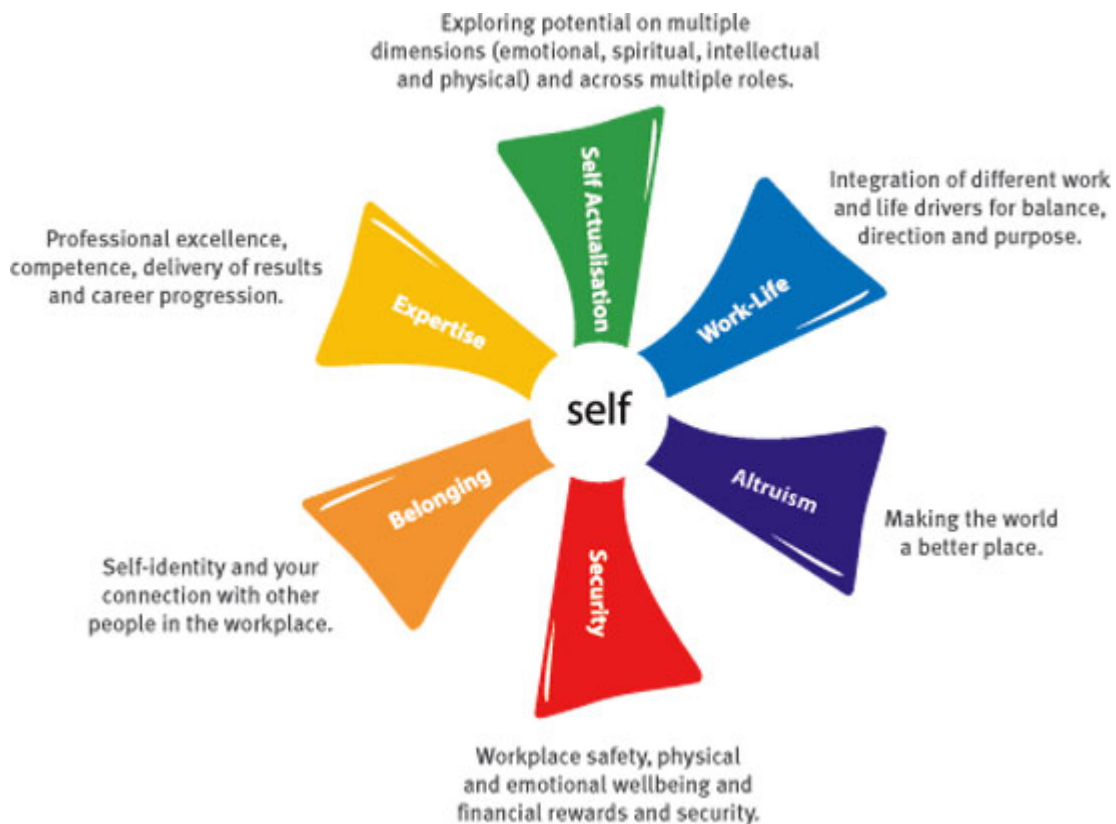 Exploring potential on multiple
dimensions (emotional, spiritual, intellectual
and physical) and across multiple roles.
Self Actualisation
Integration of different work
and life drivers for balance,
direction and purpose.
Work-Life
Professional excellence,
competence, delivery of results
and career progression.
Expertise
self
Belonging
Self-identity and your
connection with other
people in the workplace.
Altruism
Making the world
a better place.
Security
Workplace safety, physical
and emotional wellbeing and
financial rewards and security.